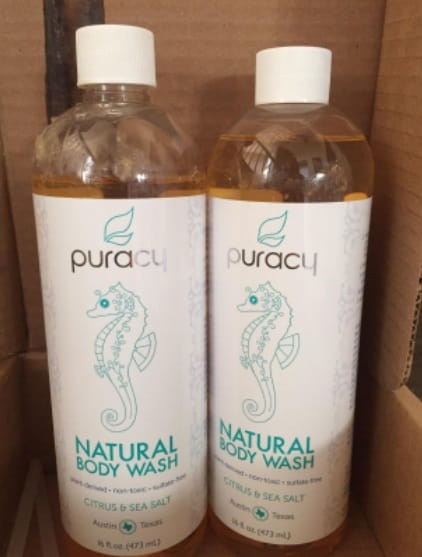 puracy
NATURAL
BODY WASH
plant-derived • non-toxic • sulfate-free
CITRUS & SEA SALT
Austin Texas
16 fl. oz. (473 mL)
puracy
NATURAL
BODY WASH
plant-derived • non-toxic • sulfate-free
CITRUS & SEA SALT
Austin Texas
16 fl. oz. (473 mL)